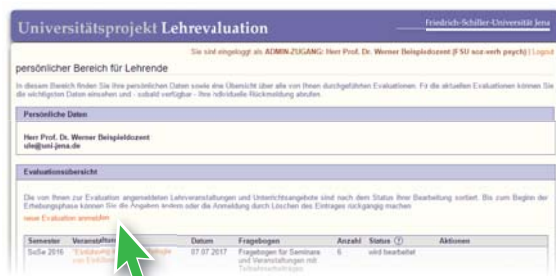 Universitätsprojekt Lehrevaluation
Friedrich-Schiller-Universität Jena
Sie sind eingeloggt als ADMIN-ZUGANG: Herr Prof. Dr. Werner Beispieldozent (FSU soz-verh psych) | Logout
persönlicher Bereich für Lehrende
In diesem Bereich finden Sie Ihre persönlichen Daten sowie eine Übersicht über alle von Ihnen durchgeführten Evaluationen. Für die aktuellen Evaluationen können Sie
die wichtigsten Daten einsehen und - sobald verfügbar - Ihre individuelle Rückmeldung abrufen.
Persönliche Daten
Herr Prof. Dr. Werner Beispieldozent
ule@uni-jena.de
Evaluationsübersicht
Die von Ihnen zur Evaluation angemeldeten Lehrveranstaltungen und Unterrichtsangebote sind nach dem Status Ihrer Bearbeitung sortiert. Bis zum Beginn der
Erhebungsphase können Sie die Angaben ändern oder die Anmeldung durch Löschen des Eintrages rückgängig machen
neue Evaluation anmelden
Semester Datum Fragebogen Anzahl Status Aktionen
SoSe 2016 07.07.2017 Fragebogen für Seminare 6 wird bearbeitet
und Veranstaltungen mit